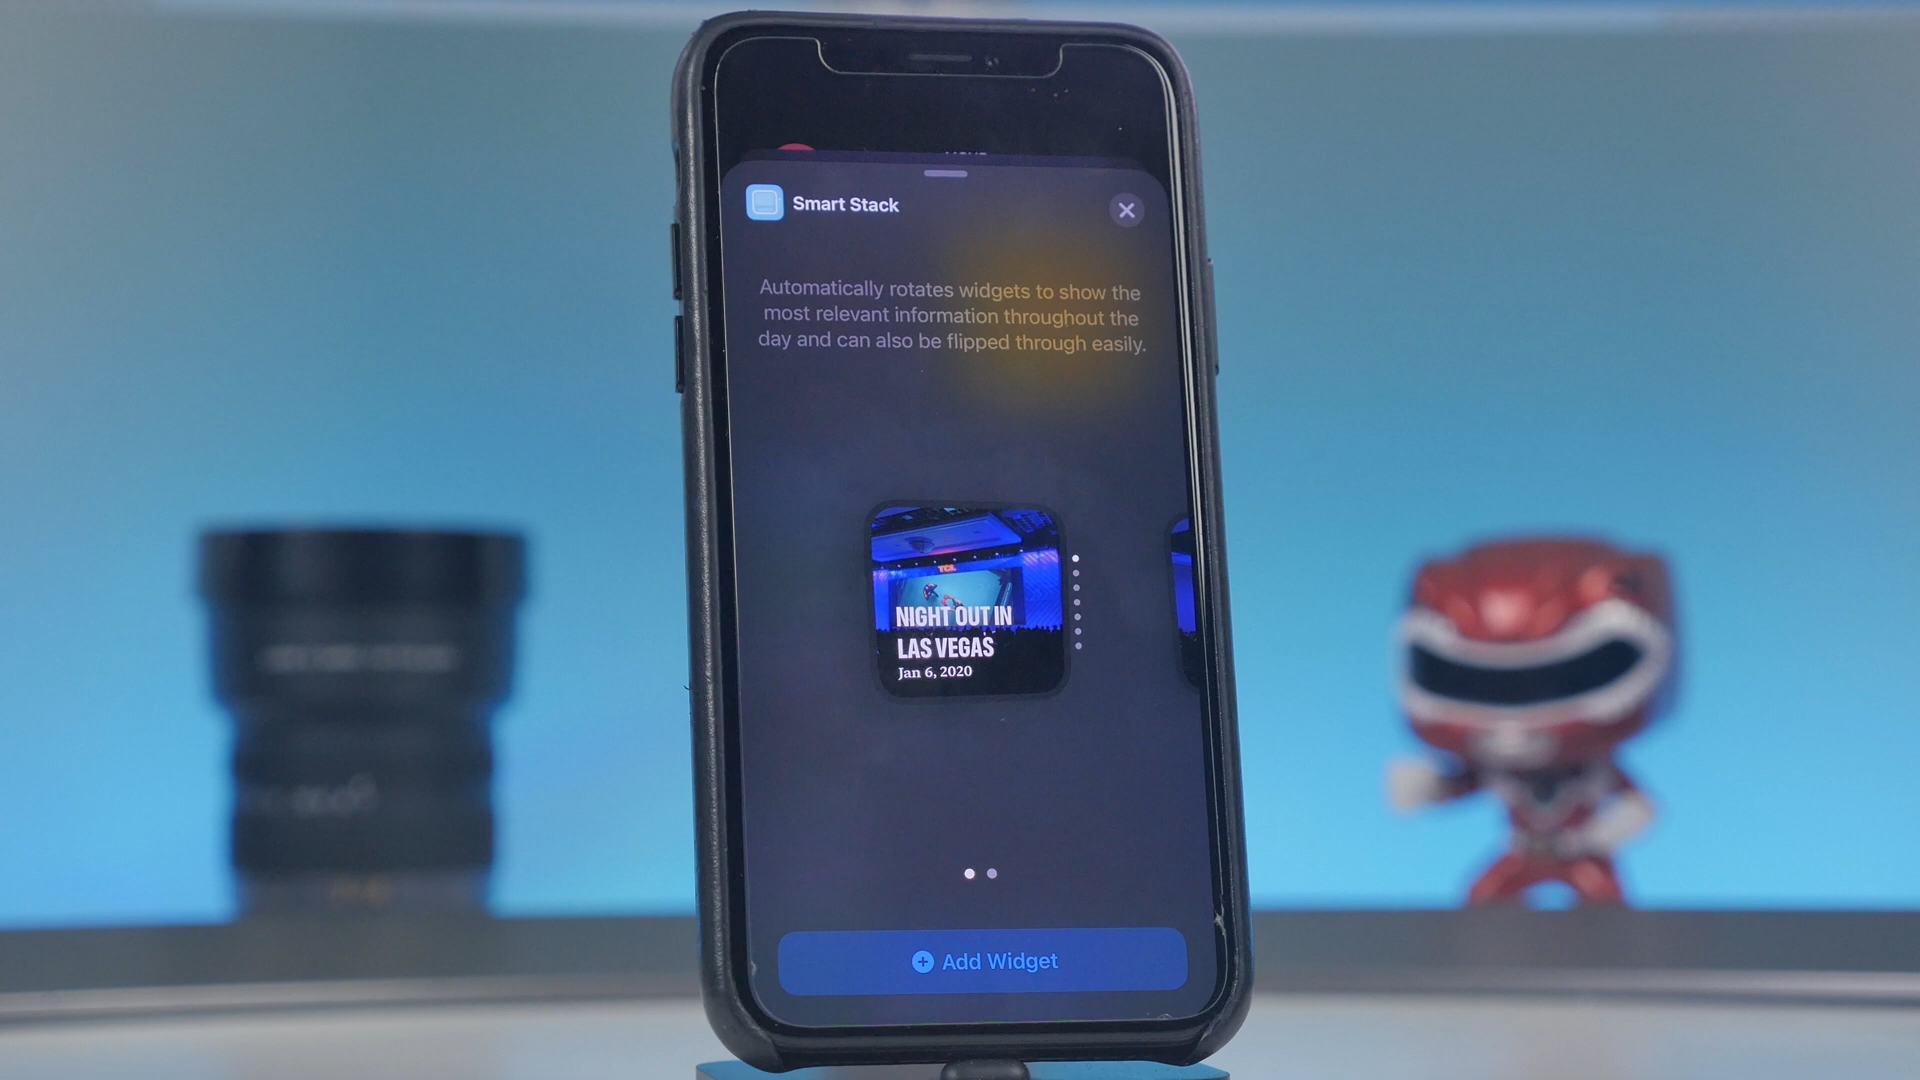 Smart Stack
Automatically rotates widgets to show the
most relevant information throughout the
day and can also be flipped through easily.
TCL
NIGHT OUT IN
LAS VEGAS
Jan 6, 2020
Add Widget